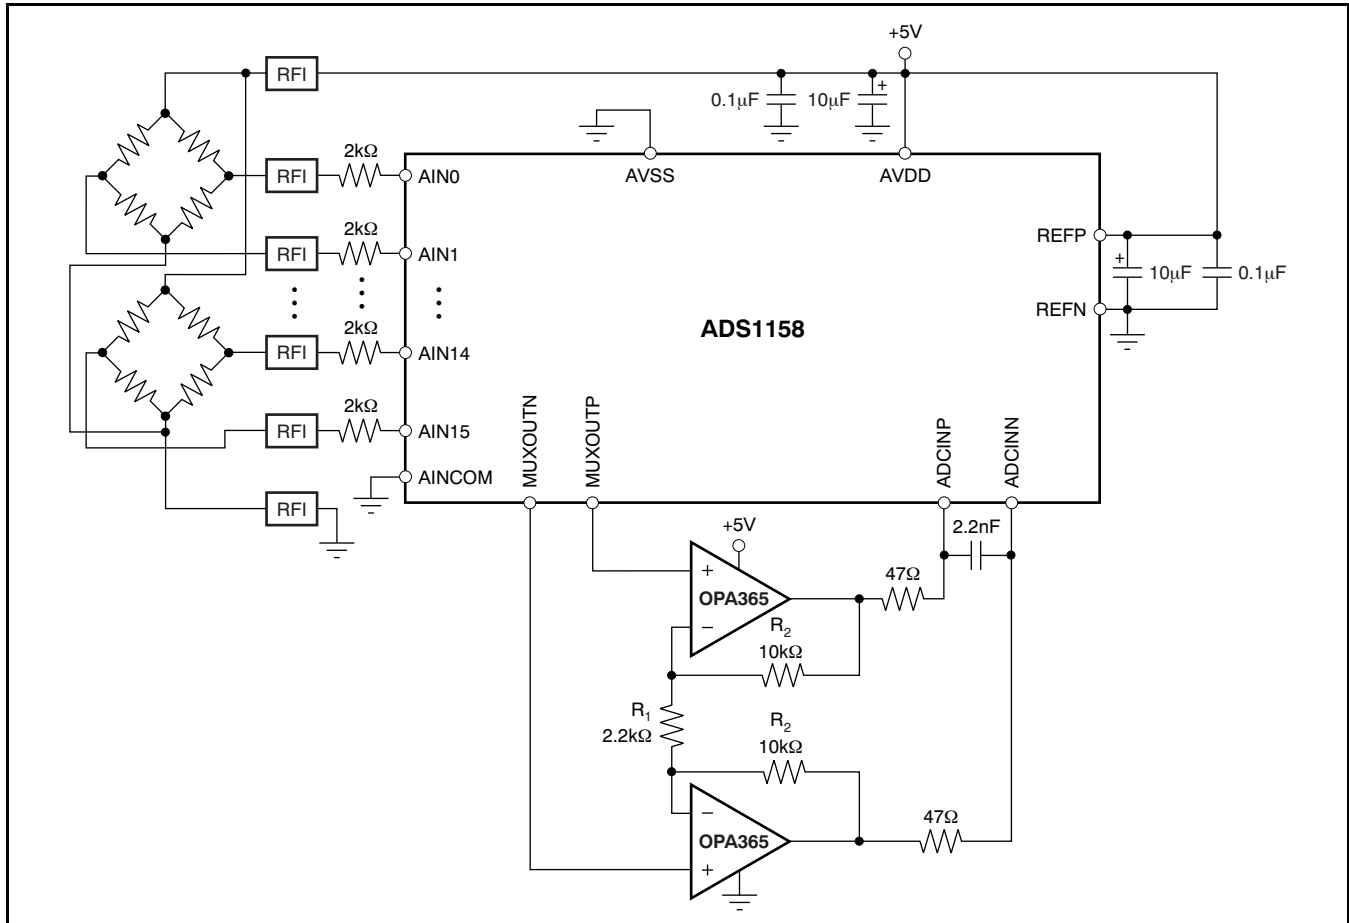 +5V
RFI
0.1μF
10μF
+
2kΩ
RFI
AIN0
AVSS
AVDD
2kΩ
RFI
AIN1
REFP
+
10μF
0.1μF
REFN
ADS1158
2kΩ
RFI
AIN14
2kΩ
RFI
AIN15
AINCOM
MUXOUTN
MUXOUTP
ADCINP
ADCINN
RFI
+5V
2.2nF
+
OPA365
−
47Ω
R2
10kΩ
R1
2.2kΩ
R2
10kΩ
−
OPA365
+
47Ω